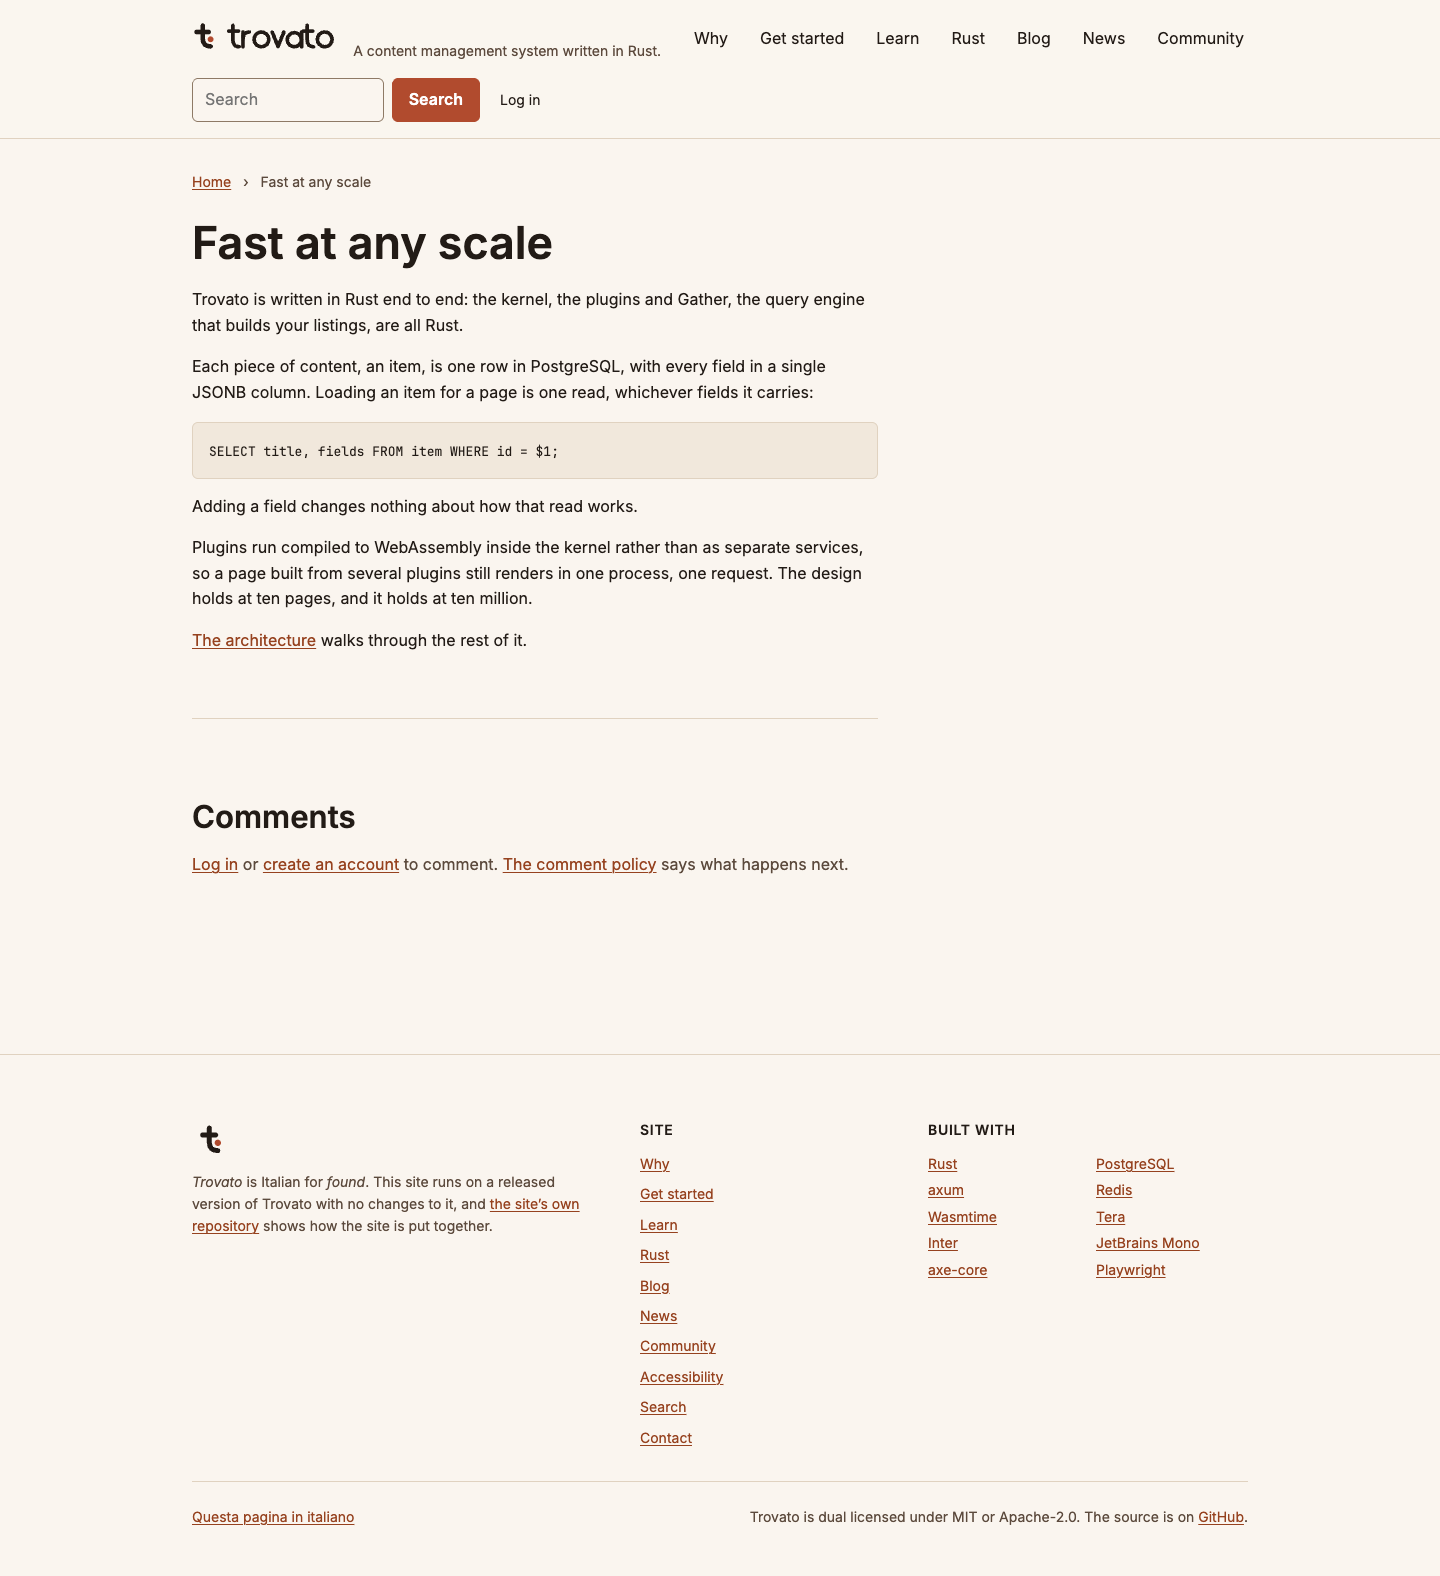 t. trovato
A content management system written in Rust.
Why
Get started
Learn
Rust
Blog
News
Community
Search
Search
Log in
Home › Fast at any scale
Fast at any scale
Trovato is written in Rust end to end: the kernel, the plugins and Gather, the query engine
that builds your listings, are all Rust.
Each piece of content, an item, is one row in PostgreSQL, with every field in a single
JSONB column. Loading an item for a page is one read, whichever fields it carries:
SELECT title, fields FROM item WHERE id = $1;
Adding a field changes nothing about how that read works.
Plugins run compiled to WebAssembly inside the kernel rather than as separate services,
so a page built from several plugins still renders in one process, one request. The design
holds at ten pages, and it holds at ten million.
The architecture walks through the rest of it.
Comments
Log in or create an account to comment. The comment policy says what happens next.
t.
Trovato is Italian for found. This site runs on a released
version of Trovato with no changes to it, and the site's own
repository shows how the site is put together.
SITE
Why
Get started
Learn
Rust
Blog
News
Community
Accessibility
Search
Contact
BUILT WITH
Rust
axum
Wasmtime
Inter
axe-core
PostgreSQL
Redis
Tera
JetBrains Mono
Playwright
Questa pagina in italiano
Trovato is dual licensed under MIT or Apache-2.0. The source is on GitHub.